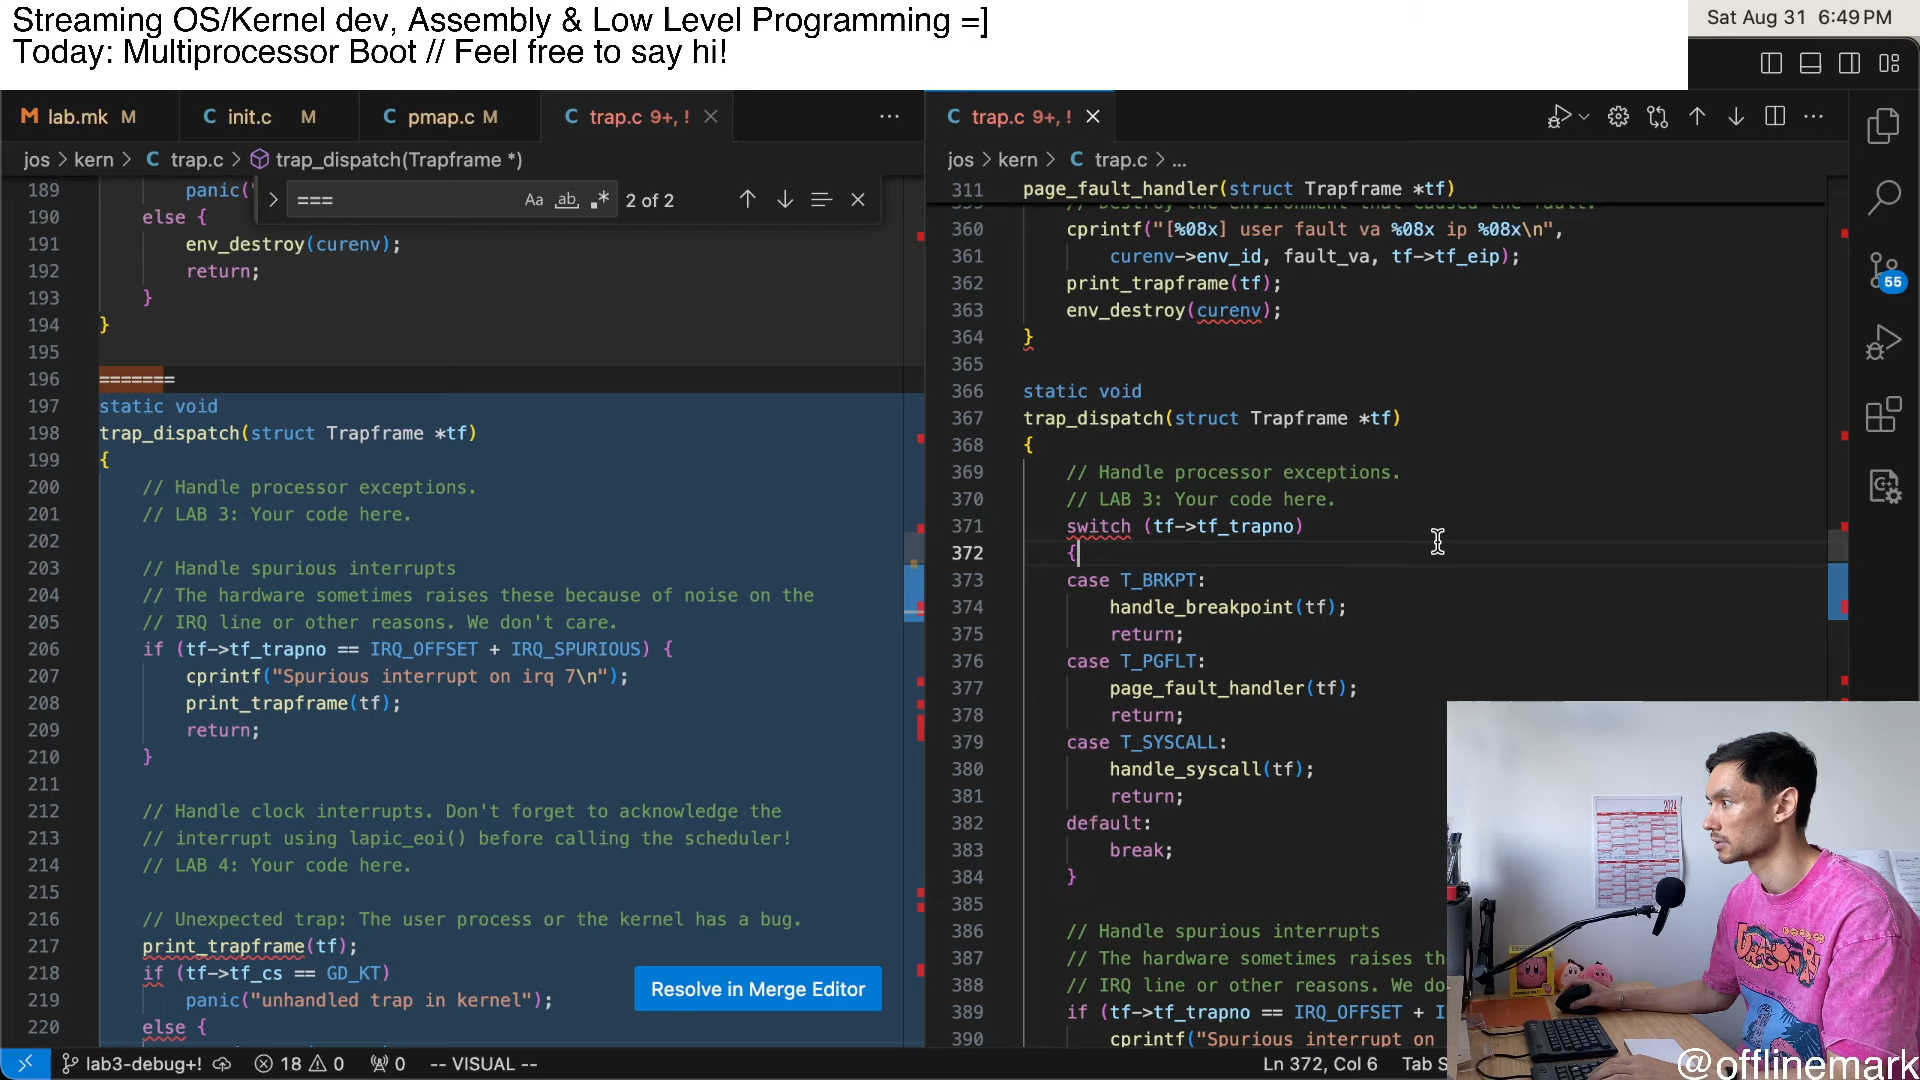 Streaming OS/Kernel dev, Assembly & Low Level Programming =]
Today: Multiprocessor Boot // Feel free to say hi!
Sat Aug 31 6:49 PM
lab.mk M
init.c M
pmap.c M
trap.c 9+, !
jos > kern > C trap.c > trap_dispatch(Trapframe *)
===
Aa ab .* 2 of 2
189 panic("
190 else {
191 env_destroy(curenv);
192 return;
193 }
194 }
195
196 =======
197 static void
198 trap_dispatch(struct Trapframe *tf)
199 {
200 // Handle processor exceptions.
201 // LAB 3: Your code here.
202
203 // Handle spurious interrupts
204 // The hardware sometimes raises these because of noise on the
205 // IRQ line or other reasons. We don't care.
206 if (tf->tf_trapno == IRQ_OFFSET + IRQ_SPURIOUS) {
207 cprintf("Spurious interrupt on irq 7\n");
208 print_trapframe(tf);
209 return;
210 }
211
212 // Handle clock interrupts. Don't forget to acknowledge the
213 // interrupt using lapic_eoi() before calling the scheduler!
214 // LAB 4: Your code here.
215
216 // Unexpected trap: The user process or the kernel has a bug.
217 print_trapframe(tf);
218 if (tf->tf_cs == GD_KT)
219 panic("unhandled trap in kernel");
220 else {
Resolve in Merge Editor
trap.c 9+, !
jos > kern > C trap.c > ...
311 page_fault_handler(struct Trapframe *tf)
// Destroy the environment that caused the fault.
360 cprintf("[%08x] user fault va %08x ip %08x\n",
361 curenv->env_id, fault_va, tf->tf_eip);
362 print_trapframe(tf);
363 env_destroy(curenv);
364 }
365
366 static void
367 trap_dispatch(struct Trapframe *tf)
368 {
369 // Handle processor exceptions.
370 // LAB 3: Your code here.
371 switch (tf->tf_trapno)
372 {
373 case T_BRKPT:
374 handle_breakpoint(tf);
375 return;
376 case T_PGFLT:
377 page_fault_handler(tf);
378 return;
379 case T_SYSCALL:
380 handle_syscall(tf);
381 return;
382 default:
383 break;
384 }
385
386 // Handle spurious interrupts
387 // The hardware sometimes raises th
388 // IRQ line or other reasons. We do
389 if (tf->tf_trapno == IRQ_OFFSET + I
390 cprintf("Spurious interrupt on
55
2024
lab3-debug+! 18 0 0 -- VISUAL --
Ln 372, Col 6 Tab S
@offlinemark